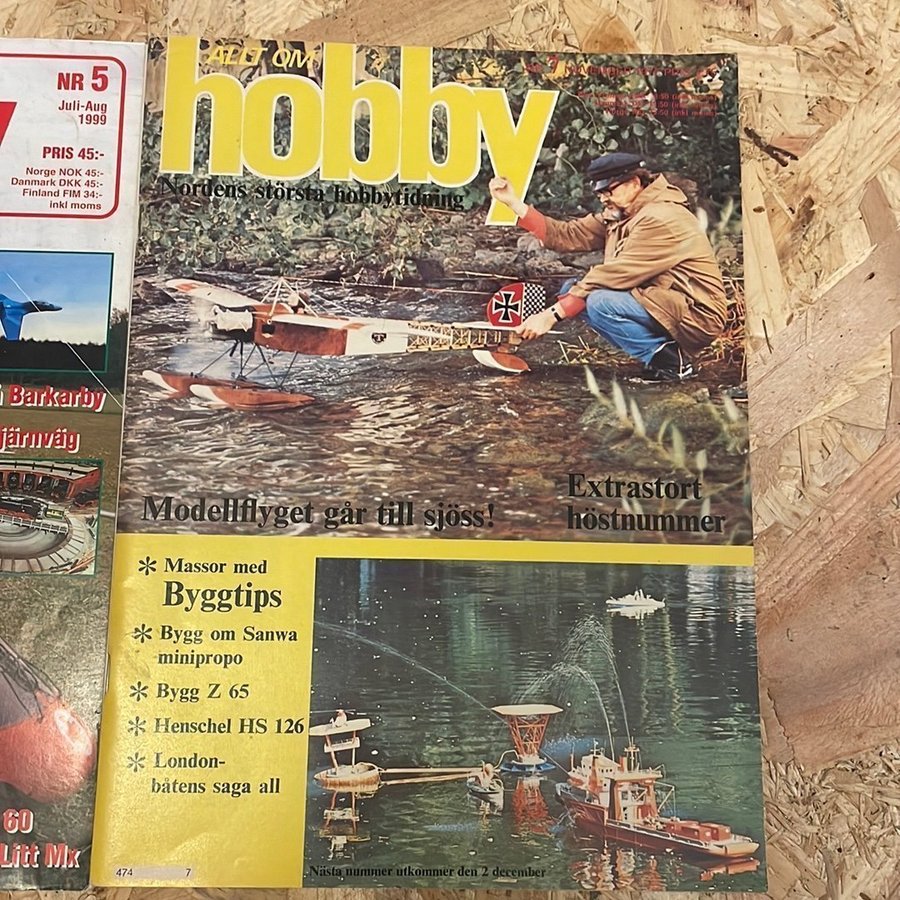 NR 5
Juli-Aug
1999
PRIS 45:-
Norge NOK 45:-
Danmark DKK 45:-
Finland FIM 34:-
inkl moms
Barkarby
järnväg
60
Litt Mx
ALLT OM
hobby
Nordens största hobbytidning
Modellflyget går till sjöss!
Extrastort
höstnummer
* Massor med
Byggtips
* Bygg om Sanwa
minipropo
* Bygg Z 65
* Henschel HS 126
* London-
båtens saga all
474 7
Nästa nummer utkommer den 2 december